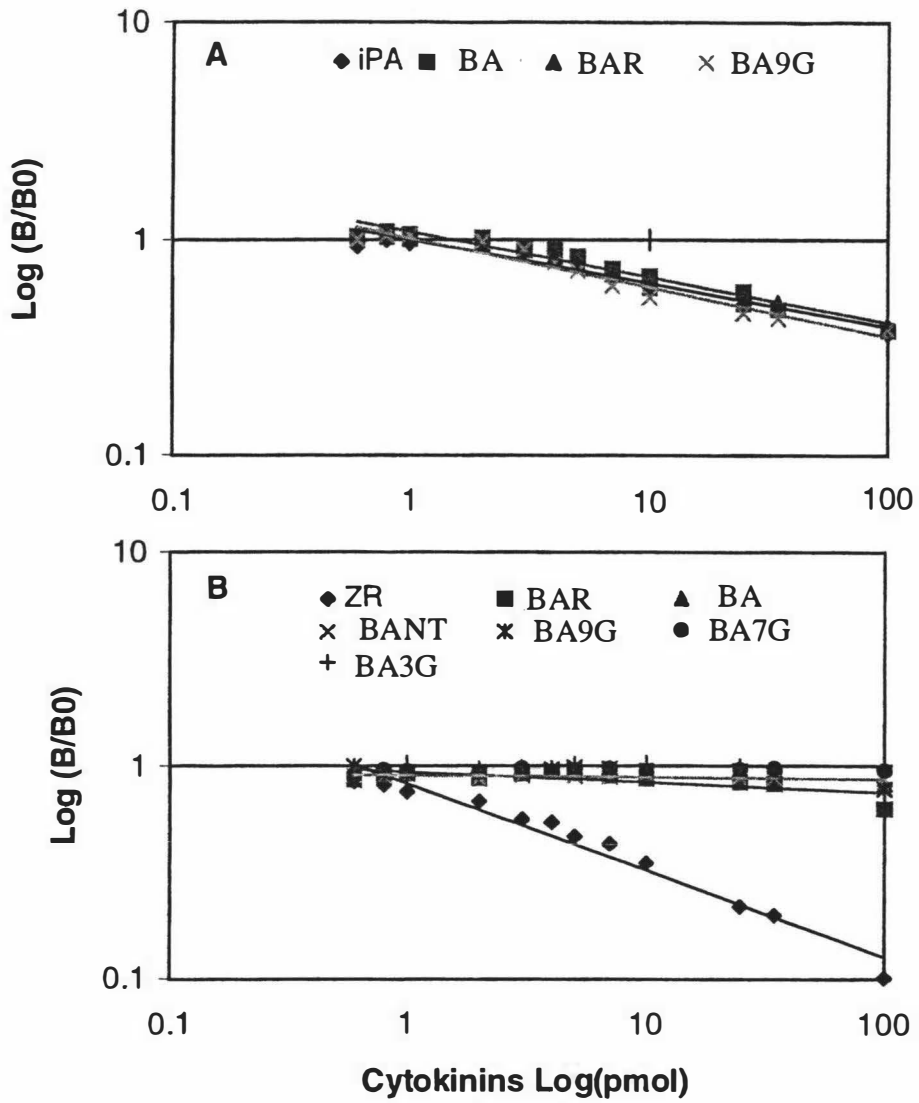 10
A
iPA BA BAR BA9G
Log (B/B0)
1
0.1
0.1 1 10 100
10
B
ZR BAR BA
BANT BA9G BA7G
BA3G
Log (B/B0)
1
0.1
0.1 1 10 100
Cytokinins Log(pmol)